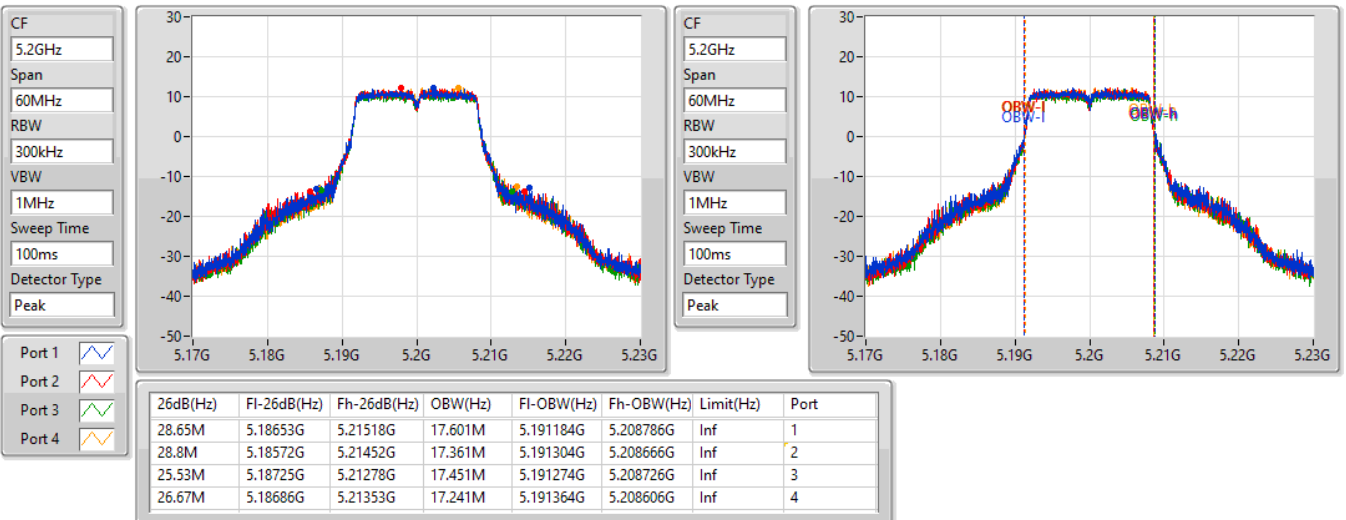 CF
5.2GHz
Span
60MHz
RBW
300kHz
VBW
1MHz
Sweep Time
100ms
Detector Type
Peak
30
20
10
0
-10
-20
-30
-40
-50
5.17G 5.18G 5.19G 5.2G 5.21G 5.22G 5.23G
CF
5.2GHz
Span
60MHz
RBW
300kHz
VBW
1MHz
Sweep Time
100ms
Detector Type
Peak
30
20
10
0
-10
-20
-30
-40
-50
OBW-l
OBW-l
OBW-h
5.17G 5.18G 5.19G 5.2G 5.21G 5.22G 5.23G
Port 1
Port 2
Port 3
Port 4
26dB(Hz) Fl-26dB(Hz) Fh-26dB(Hz) OBW(Hz) Fl-OBW(Hz) Fh-OBW(Hz) Limit(Hz) Port
28.65M 5.18653G 5.21518G 17.601M 5.191184G 5.208786G Inf 1
28.8M 5.18572G 5.21452G 17.361M 5.191304G 5.208666G Inf 2
25.53M 5.18725G 5.21278G 17.451M 5.191274G 5.208726G Inf 3
26.67M 5.18686G 5.21353G 17.241M 5.191364G 5.208606G Inf 4